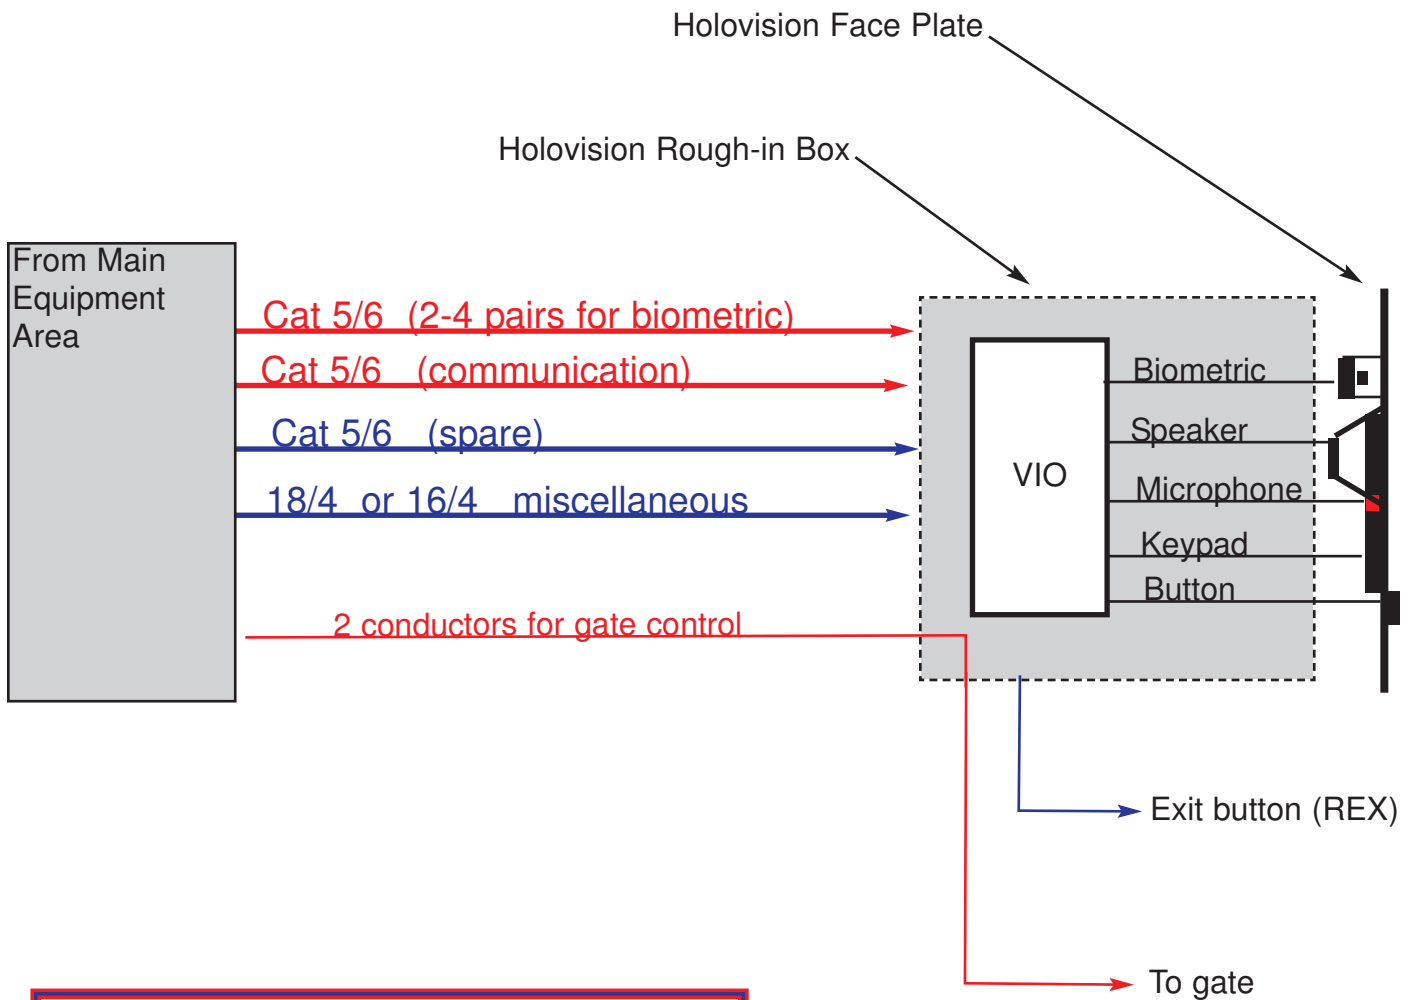 Holovision Face Plate
Holovision Rough-in Box
From Main
Equipment
Area
Cat 5/6 (2-4 pairs for biometric)
Cat 5/6 (communication)
Cat 5/6 (spare)
18/4 or 16/4 miscellaneous
2 conductors for gate control
VIO
Biometric
Speaker
Microphone
Keypad
Button
Exit button (REX)
To gate